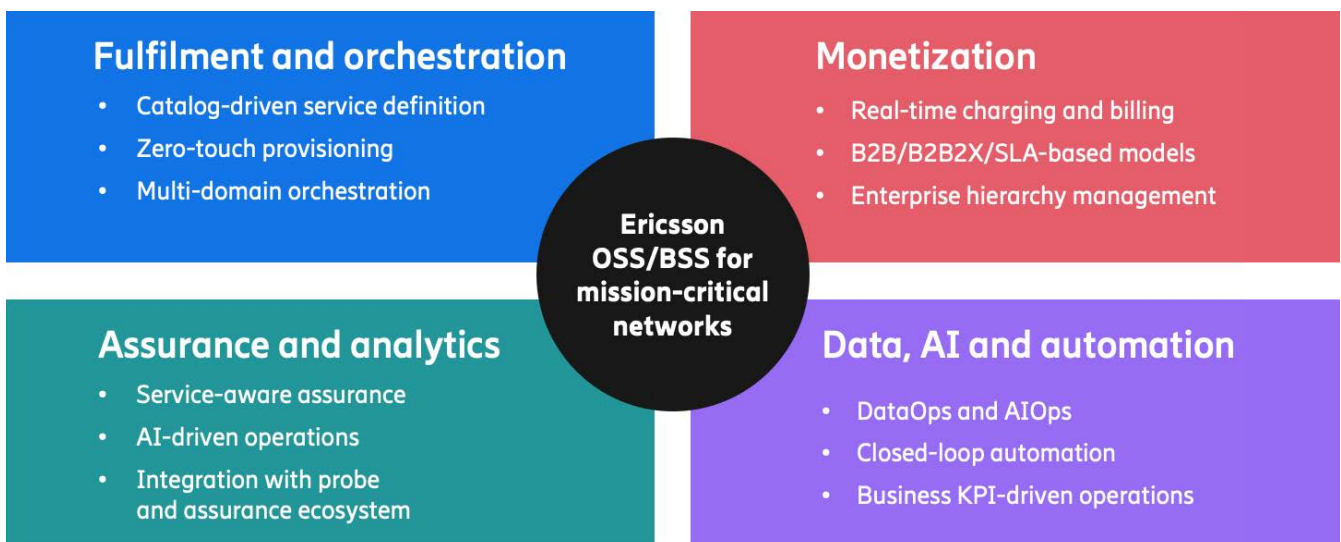 Fulfilment and orchestration
• Catalog-driven service definition
• Zero-touch provisioning
• Multi-domain orchestration
Monetization
• Real-time charging and billing
• B2B/B2B2X/SLA-based models
• Enterprise hierarchy management
Ericsson
OSS/BSS for
mission-critical
networks
Assurance and analytics
• Service-aware assurance
• AI-driven operations
• Integration with probe
and assurance ecosystem
Data, AI and automation
• DataOps and AIOps
• Closed-loop automation
• Business KPI-driven operations